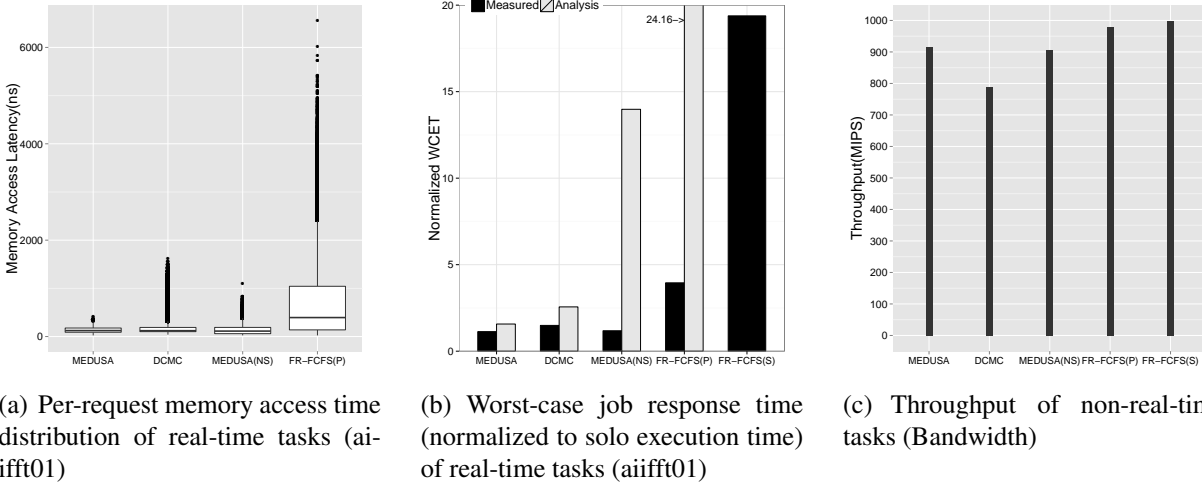 Memory Access Latency(ns)
6000
4000
2000
0
MEDUSA DCMC MEDUSA(NS) FR−FCFS(P)
(a) Per-request memory access time
distribution of real-time tasks (ai-
ifft01)
Measured Analysis
Normalized WCET
20
15
10
5
0
24.16−>
MEDUSA DCMC MEDUSA(NS) FR−FCFS(P) FR−FCFS(S)
(b) Worst-case job response time
(normalized to solo execution time)
of real-time tasks (aiifft01)
Throughput(MIPS)
1000
900
800
700
600
500
400
300
200
100
0
MEDUSA DCMC MEDUSA(NS) FR−FCFS(P) FR−FCFS(S)
(c) Throughput of non-real-tim
tasks (Bandwidth)